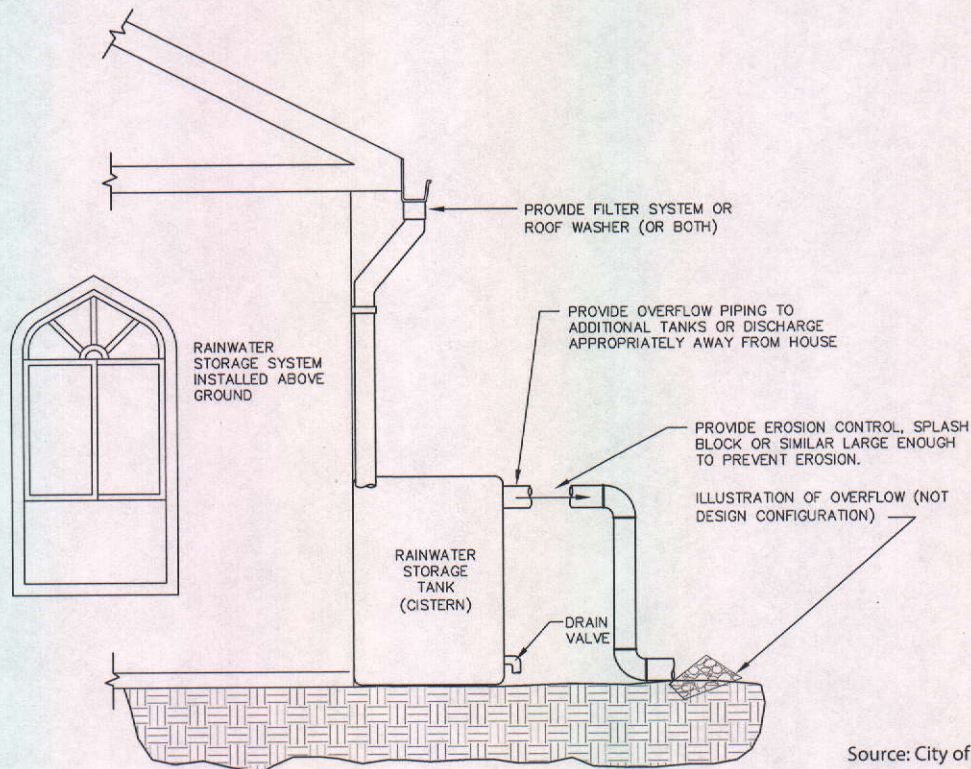 PROVIDE FILTER SYSTEM OR
ROOF WASHER (OR BOTH)
PROVIDE OVERFLOW PIPING TO
ADDITIONAL TANKS OR DISCHARGE
APPROPRIATELY AWAY FROM HOUSE
RAINWATER
STORAGE SYSTEM
INSTALLED ABOVE
GROUND
PROVIDE EROSION CONTROL, SPLASH
BLOCK OR SIMILAR LARGE ENOUGH
TO PREVENT EROSION.
ILLUSTRATION OF OVERFLOW (NOT
DESIGN CONFIGURATION)
RAINWATER
STORAGE
TANK
(CISTERN)
DRAIN
VALVE
Source: City of